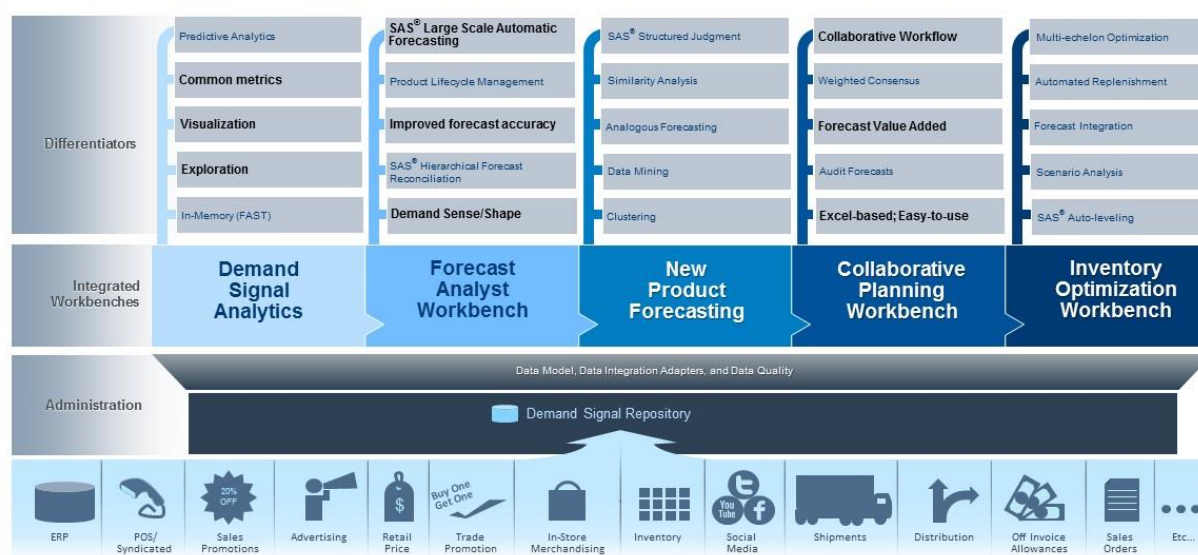 Differentiators
Predictive Analytics
Common metrics
Visualization
Exploration
In-Memory (FAST)
SAS® Large Scale Automatic
Forecasting
Product Lifecycle Management
Improved forecast accuracy
SAS® Hierarchical Forecast
Reconciliation
Demand Sense/Shape
SAS® Structured Judgment
Similarity Analysis
Analogous Forecasting
Data Mining
Clustering
Collaborative Workflow
Weighted Consensus
Forecast Value Added
Audit Forecasts
Excel-based; Easy-to-use
Multi-echelon Optimization
Automated Replenishment
Forecast Integration
Scenario Analysis
SAS® Auto-leveling
Integrated
Workbenches
Demand
Signal
Analytics
Forecast
Analyst
Workbench
New
Product
Forecasting
Collaborative
Planning
Workbench
Inventory
Optimization
Workbench
Administration
Data Model, Data Integration Adapters, and Data Quality
Demand Signal Repository
ERP
POS/
Syndicated
20%
OFF
Sales
Promotions
Advertising
$
Retail
Price
Buy One
Get One
Trade
Promotion
In-Store
Merchandising
Inventory
t
You
Tube
f
Social
Media
Shipments
Distribution
Off Invoice
Allowances
Sales
Orders
Etc...